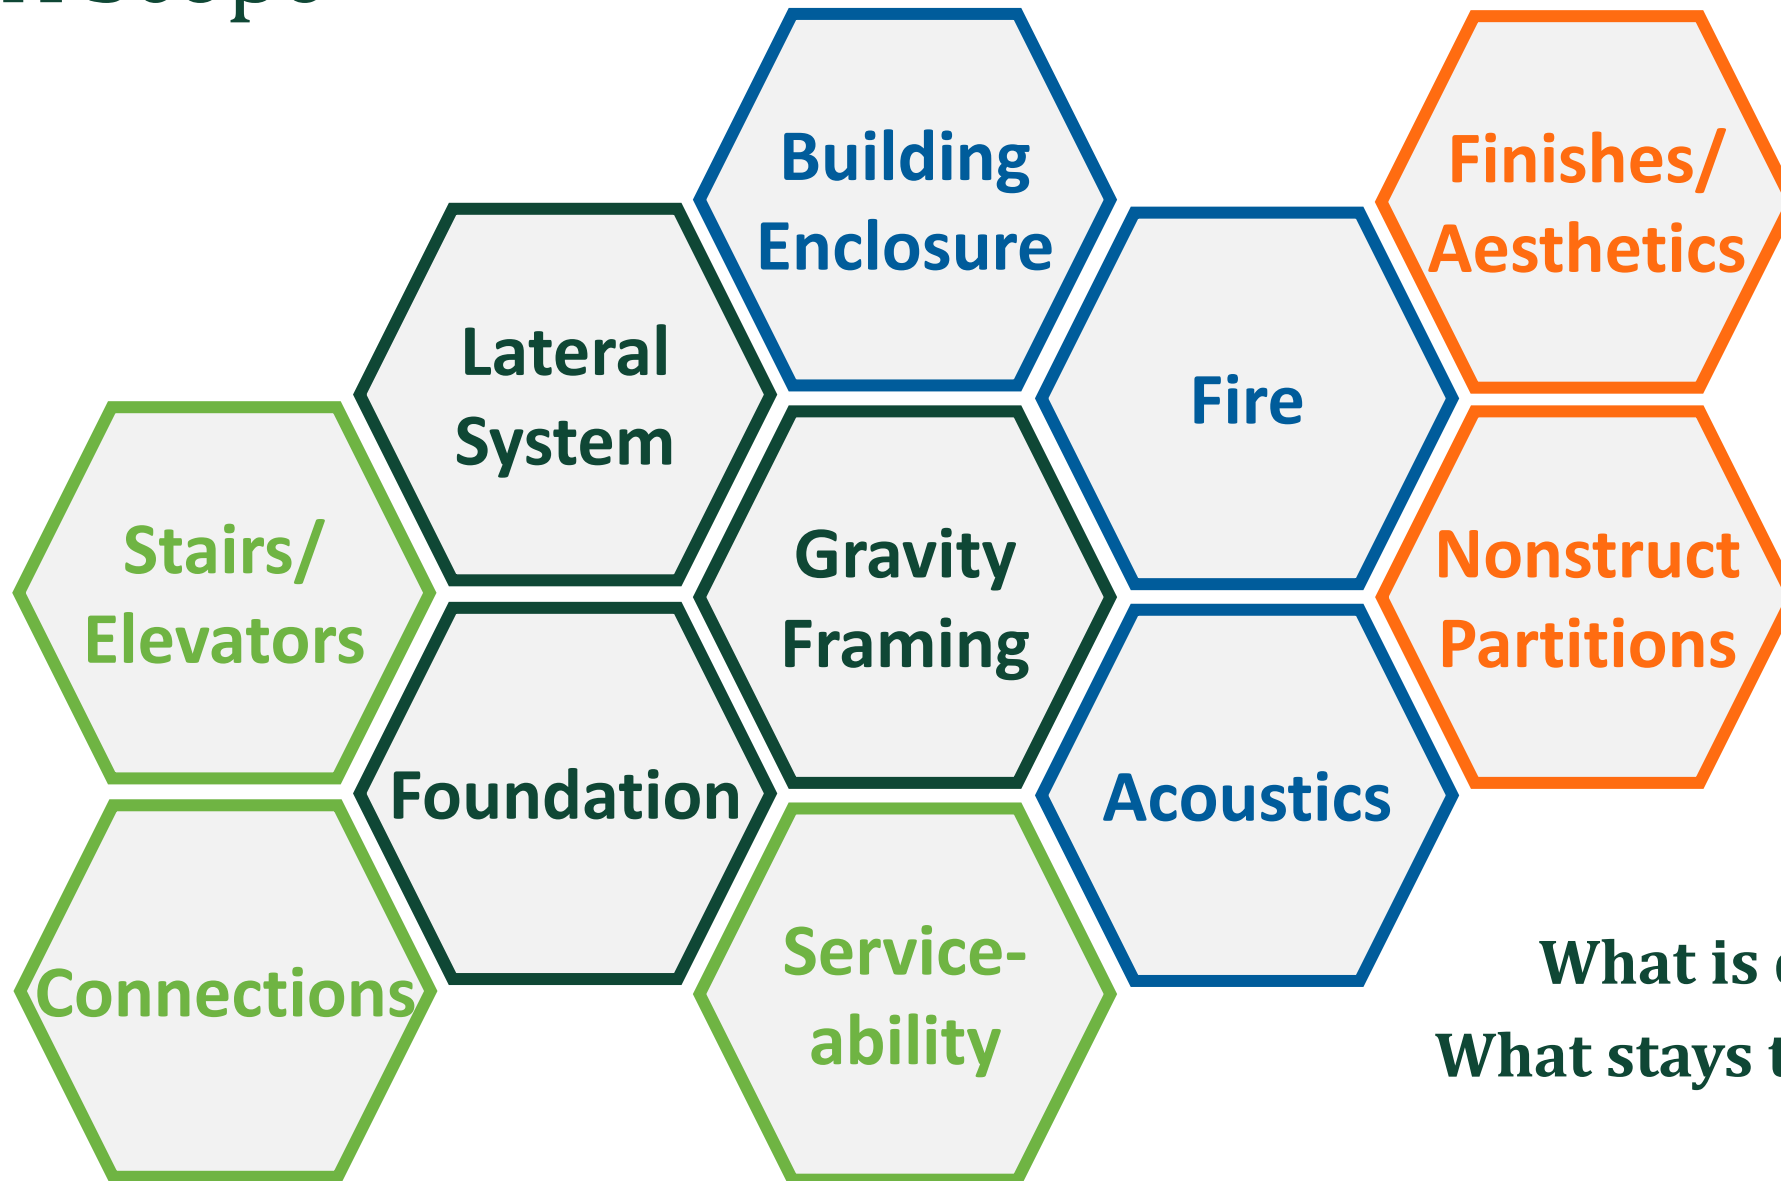 Scope
Building
Enclosure
Finishes/
Aesthetics
Lateral
System
Fire
Stairs/
Elevators
Gravity
Framing
Nonstruct
Partitions
Foundation
Acoustics
Connections
Service-
ability
What is
What stays